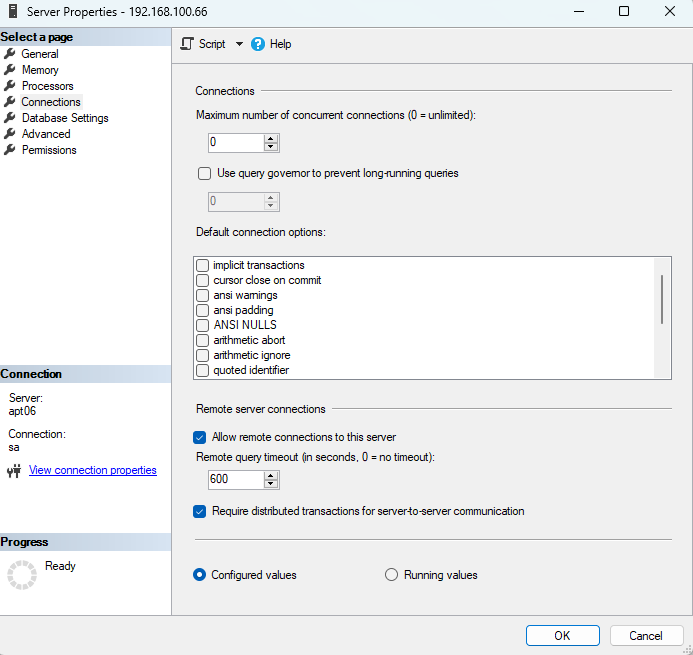 Server Properties - 192.168.100.66
Select a page
General
Memory
Processors
Connections
Database Settings
Advanced
Permissions
Script
Help
Connections
Maximum number of concurrent connections (0 = unlimited):
0
Use query governor to prevent long-running queries
0
Default connection options:
implicit transactions
cursor close on commit
ansi warnings
ansi padding
ANSI NULLS
arithmetic abort
arithmetic ignore
quoted identifier
Remote server connections
Allow remote connections to this server
Remote query timeout (in seconds, 0 = no timeout):
600
Require distributed transactions for server-to-server communication
Configured values
Running values
Connection
Server:
apt06
Connection:
sa
View connection properties
Progress
Ready
OK
Cancel